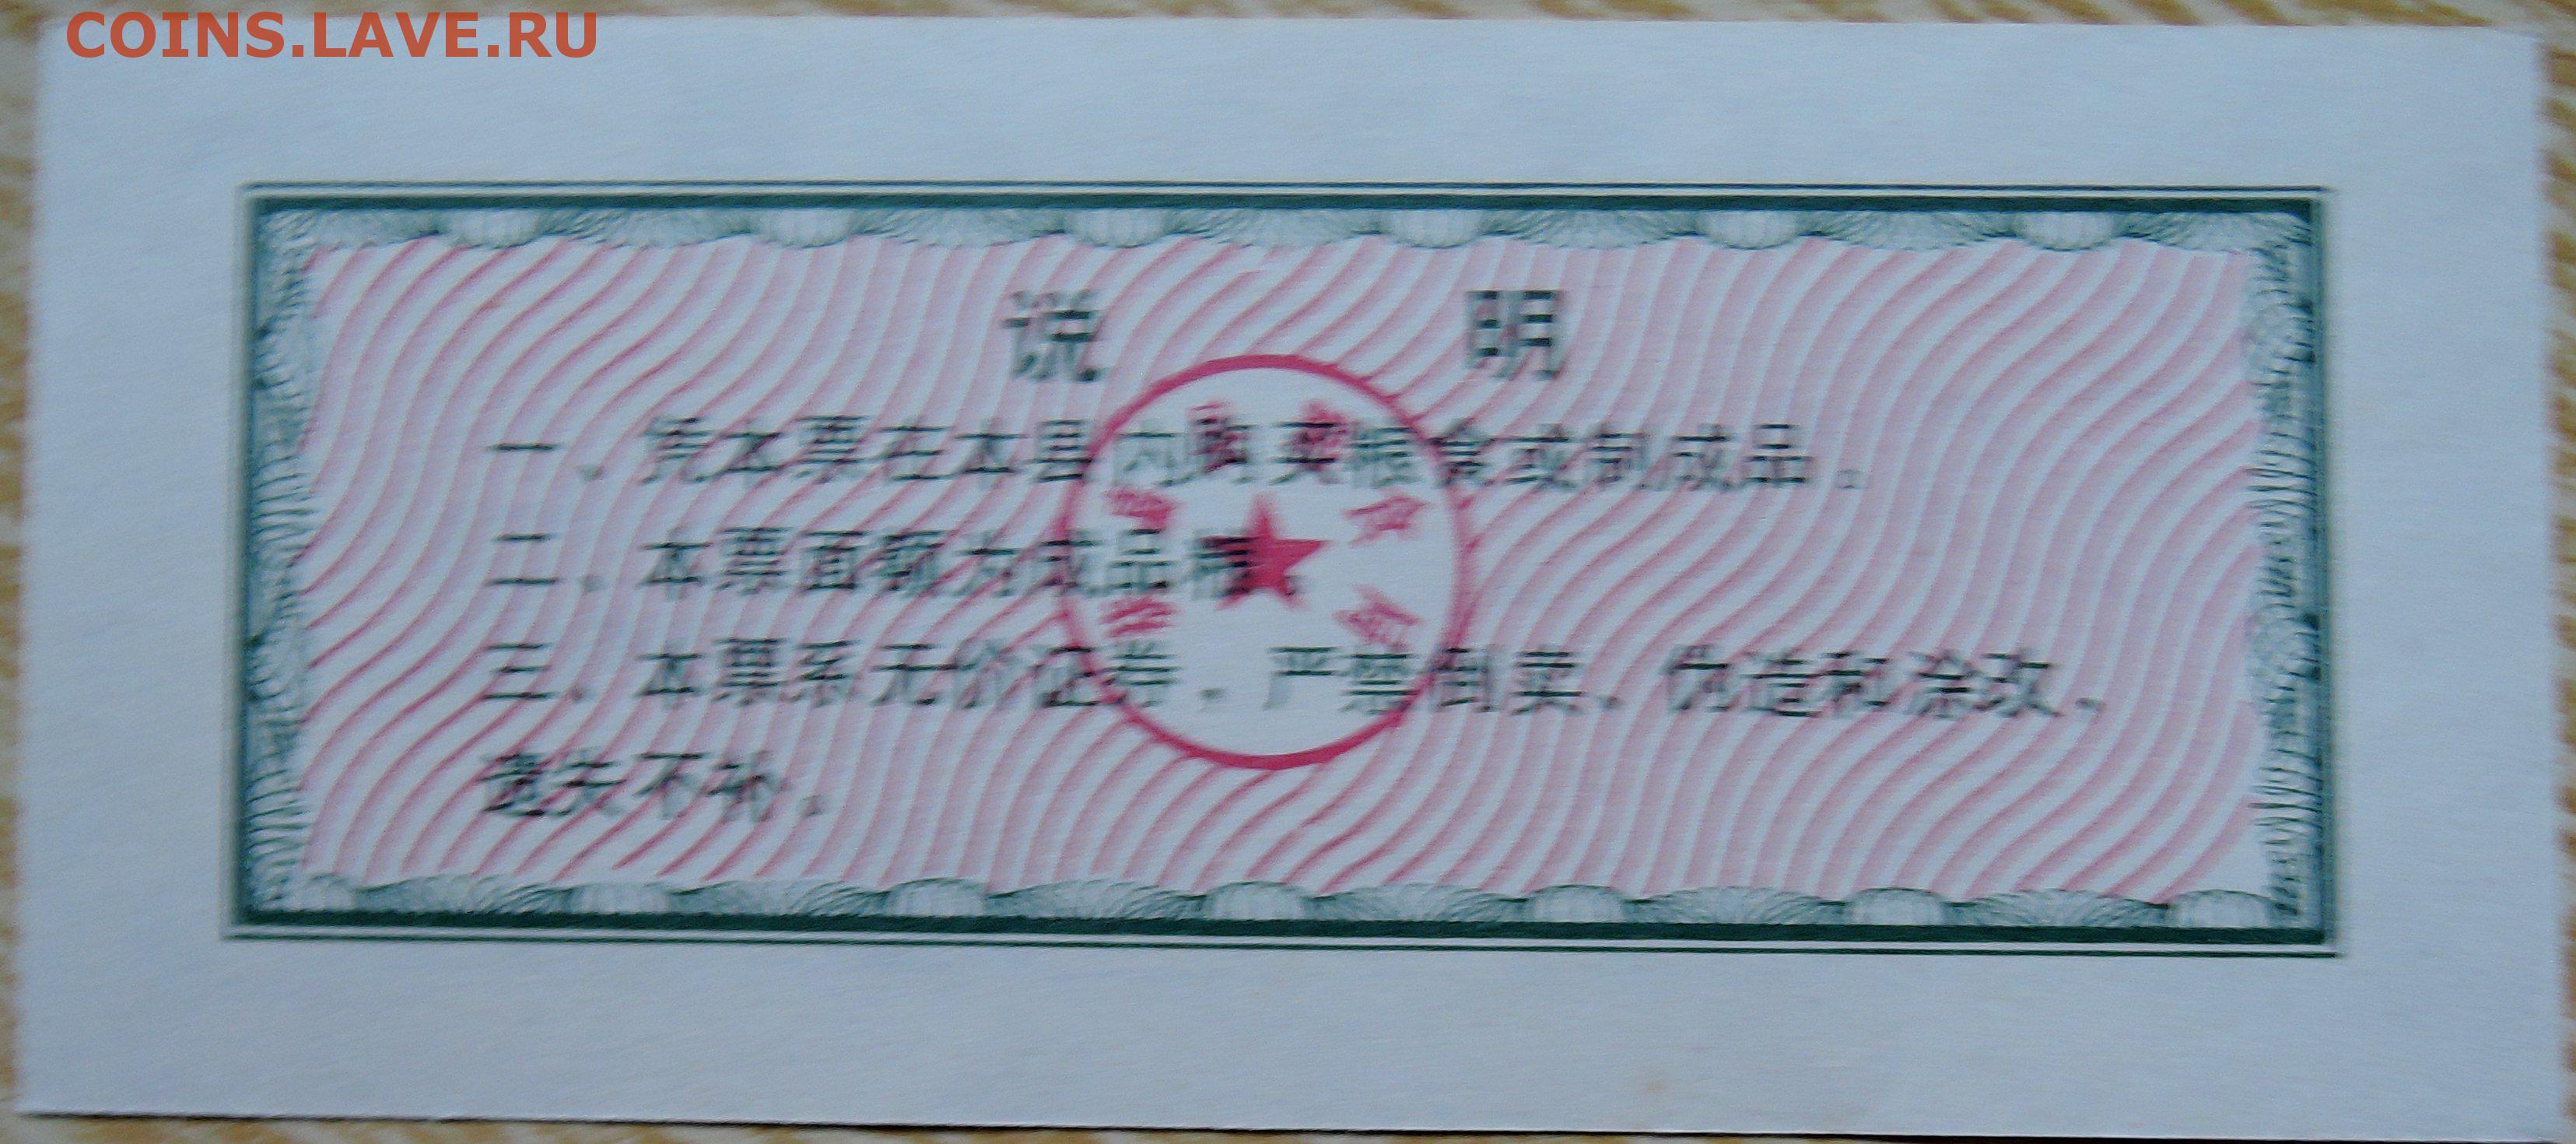 COINS.LAVE.RU
说 明
一、凭本票在本县内购买粮食或制成品。
二、本票面额为成品粮。
三、本票系无价证券，严禁倒卖、伪造和涂改，
遗失不补。